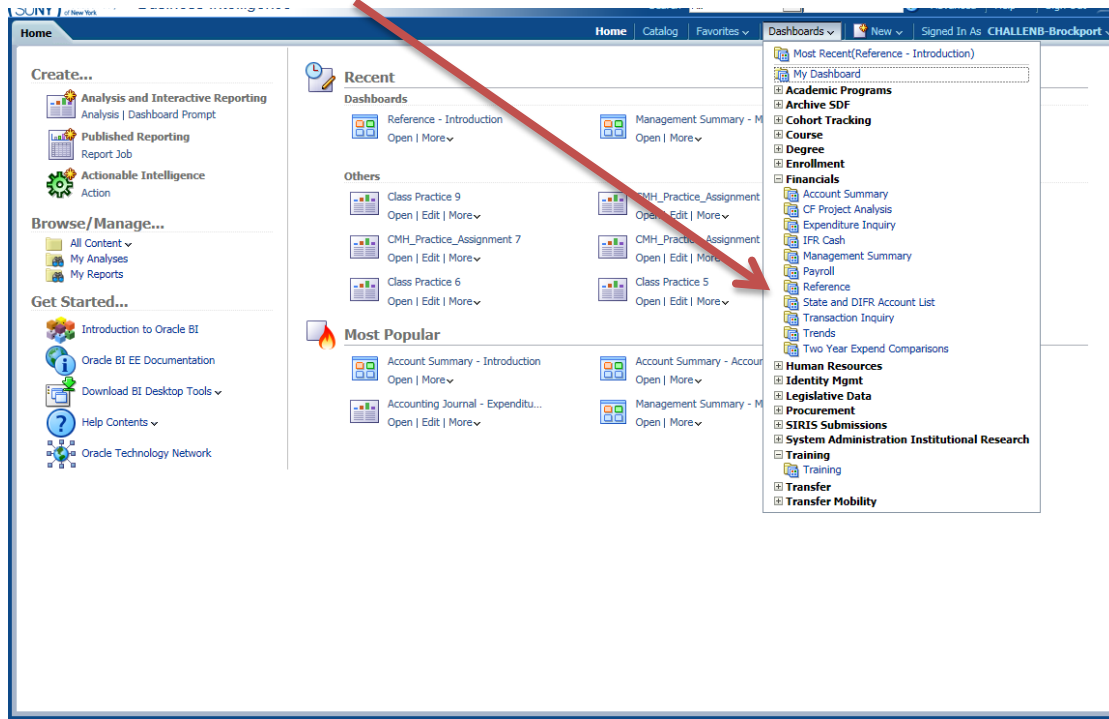 SUNY of New York Business Intelligence
Home
Home Catalog Favorites Dashboards New Signed In As CHALLENB-Brockport
Create...
Analysis and Interactive Reporting
Analysis | Dashboard Prompt
Published Reporting
Report Job
Actionable Intelligence
Action
Browse/Manage...
All Content
My Analyses
My Reports
Get Started...
Introduction to Oracle BI
Oracle BI EE Documentation
Download BI Desktop Tools
Help Contents
Oracle Technology Network
Recent
Dashboards
Reference - Introduction
Open | More
Management Summary - M
Open | More
Others
Class Practice 9
Open | Edit | More
CMH_Practice_Assignment
Open | Edit | More
CMH_Practice_Assignment 7
Open | Edit | More
CMH_Practice_Assignment
Open | Edit | More
Class Practice 6
Open | Edit | More
Class Practice 5
Open | Edit | More
Most Popular
Account Summary - Introduction
Open | More
Account Summary - Accour
Open | More
Accounting Journal - Expenditu...
Open | Edit | More
Management Summary - M
Open | More
Most Recent(Reference - Introduction)
My Dashboard
Academic Programs
Archive SDF
Cohort Tracking
Course
Degree
Enrollment
Financials
Account Summary
CF Project Analysis
Expenditure Inquiry
IFR Cash
Management Summary
Payroll
Reference
State and DIFR Account List
Transaction Inquiry
Trends
Two Year Expend Comparisons
Human Resources
Identity Mgmt
Legislative Data
Procurement
SIRIS Submissions
System Administration Institutional Research
Training
Training
Transfer
Transfer Mobility